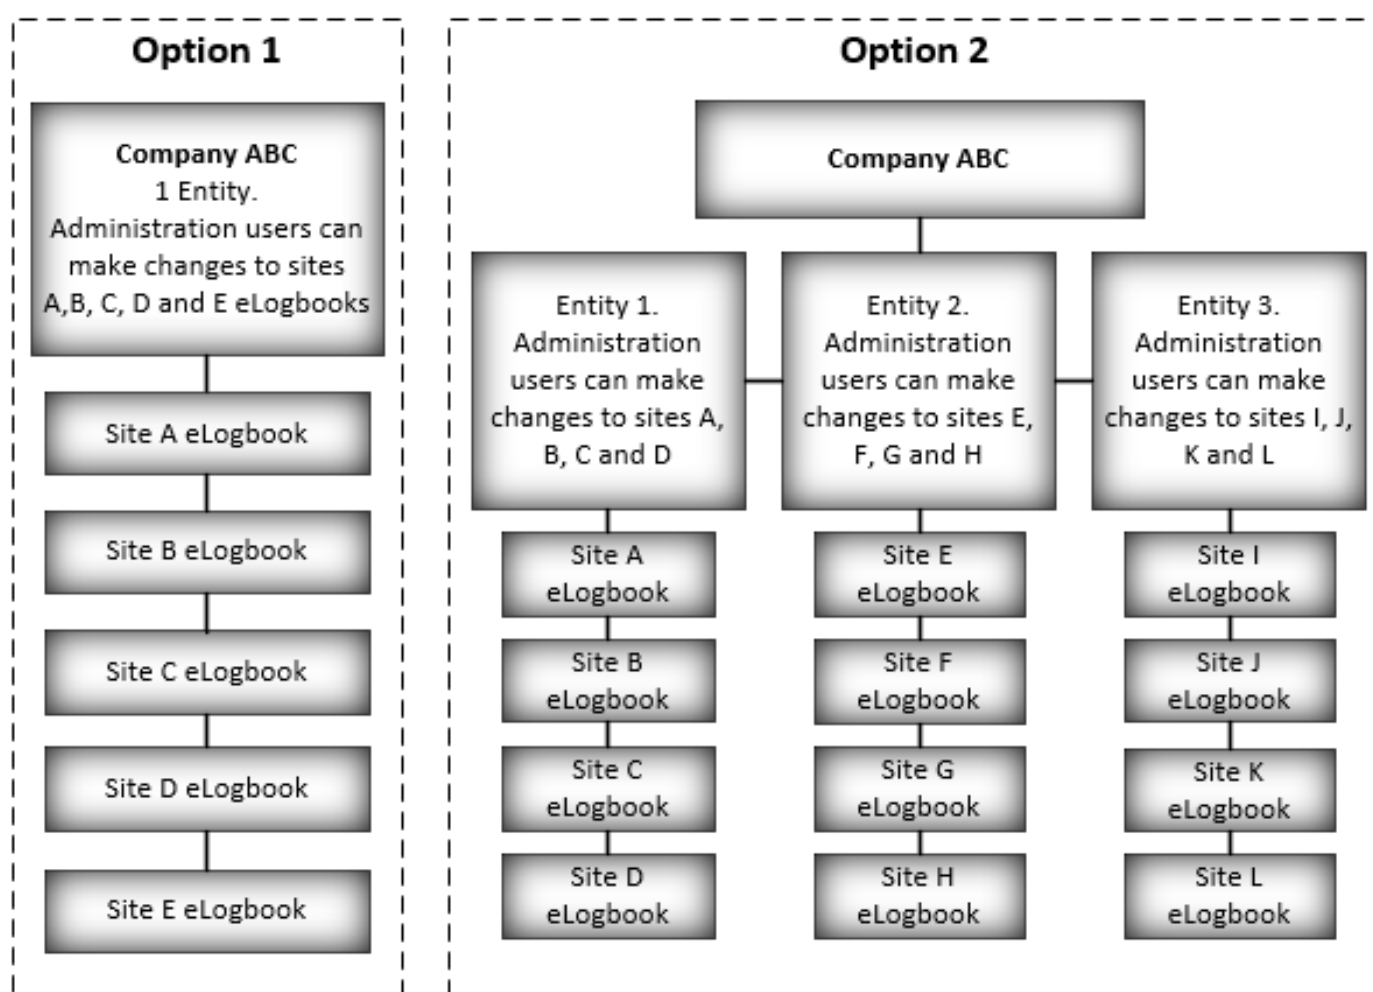 Option 1
Company ABC
1 Entity.
Administration users can
make changes to sites
A,B, C, D and E eLogbooks
Site A eLogbook
Site B eLogbook
Site C eLogbook
Site D eLogbook
Site E eLogbook
Option 2
Company ABC
Entity 1.
Administration
users can make
changes to sites A,
B, C and D
Site A
eLogbook
Site B
eLogbook
Site C
eLogbook
Site D
eLogbook
Entity 2.
Administration
users can make
changes to sites E,
F, G and H
Site E
eLogbook
Site F
eLogbook
Site G
eLogbook
Site H
eLogbook
Entity 3.
Administration
users can make
changes to sites I, J,
K and L
Site I
eLogbook
Site J
eLogbook
Site K
eLogbook
Site L
eLogbook